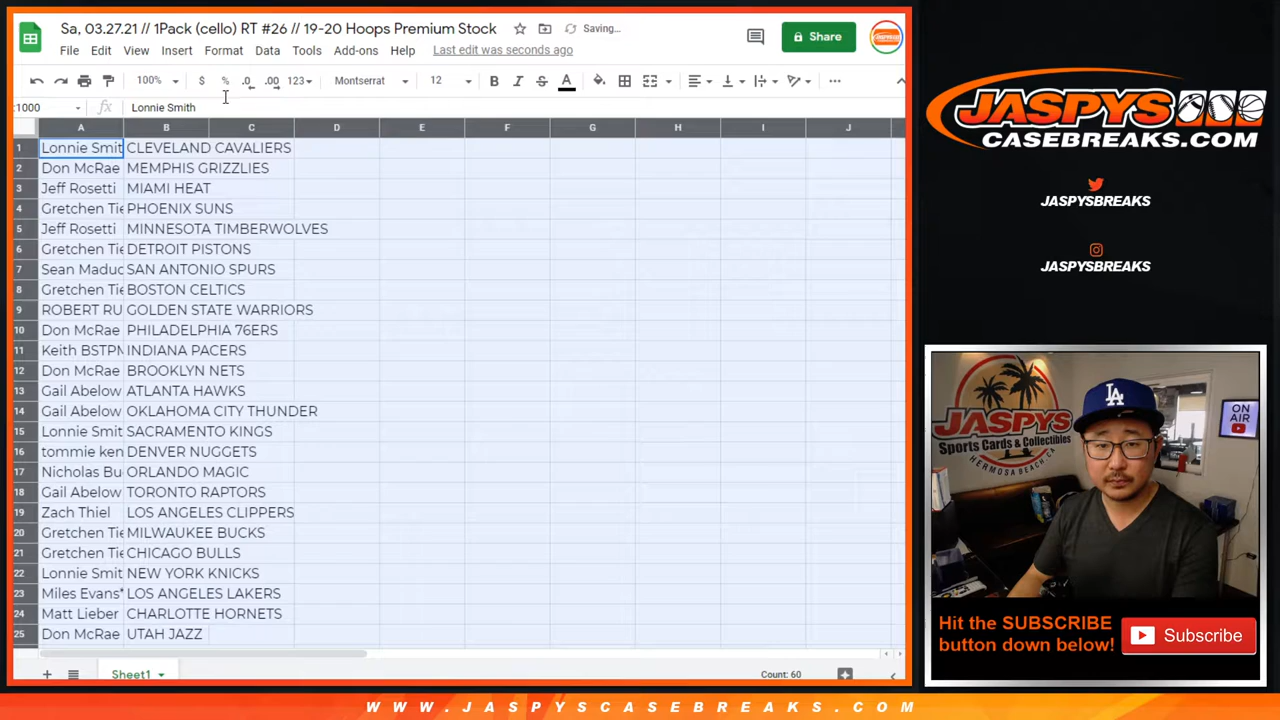 Sa, 03.27.21 // 1Pack (cello) RT #26 // 19-20 Hoops Premium Stock
Saving...
Share
File Edit View Insert Format Data Tools Add-ons Help Last edit was seconds ago
100% $ % .0 .00 123 Montserrat 12 B I S A
:1000 fx Lonnie Smith
A B C D E F G H I J
1 Lonnie Smit CLEVELAND CAVALIERS
2 Don McRae MEMPHIS GRIZZLIES
3 Jeff Rosetti MIAMI HEAT
4 Gretchen Tie PHOENIX SUNS
5 Jeff Rosetti MINNESOTA TIMBERWOLVES
6 Gretchen Tie DETROIT PISTONS
7 Sean Maduc SAN ANTONIO SPURS
8 Gretchen Tie BOSTON CELTICS
9 ROBERT RU GOLDEN STATE WARRIORS
10 Don McRae PHILADELPHIA 76ERS
11 Keith BSTPM INDIANA PACERS
12 Don McRae BROOKLYN NETS
13 Gail Abelow ATLANTA HAWKS
14 Gail Abelow OKLAHOMA CITY THUNDER
15 Lonnie Smit SACRAMENTO KINGS
16 tommie ken DENVER NUGGETS
17 Nicholas Bu ORLANDO MAGIC
18 Gail Abelow TORONTO RAPTORS
19 Zach Thiel LOS ANGELES CLIPPERS
20 Gretchen Tie MILWAUKEE BUCKS
21 Gretchen Tie CHICAGO BULLS
22 Lonnie Smit NEW YORK KNICKS
23 Miles Evans* LOS ANGELES LAKERS
24 Matt Lieber CHARLOTTE HORNETS
25 Don McRae UTAH JAZZ
Sheet1
Count: 60
JASPYS
CASEBREAKS.COM
JASPYSBREAKS
JASPYSBREAKS
JASPYS
Sports Cards & Collectibles
HERMOSA BEACH, CA
LA
ON
AIR
Hit the SUBSCRIBE
button down below!
Subscribe
WWW.JASPYSCASEBREAKS.COM